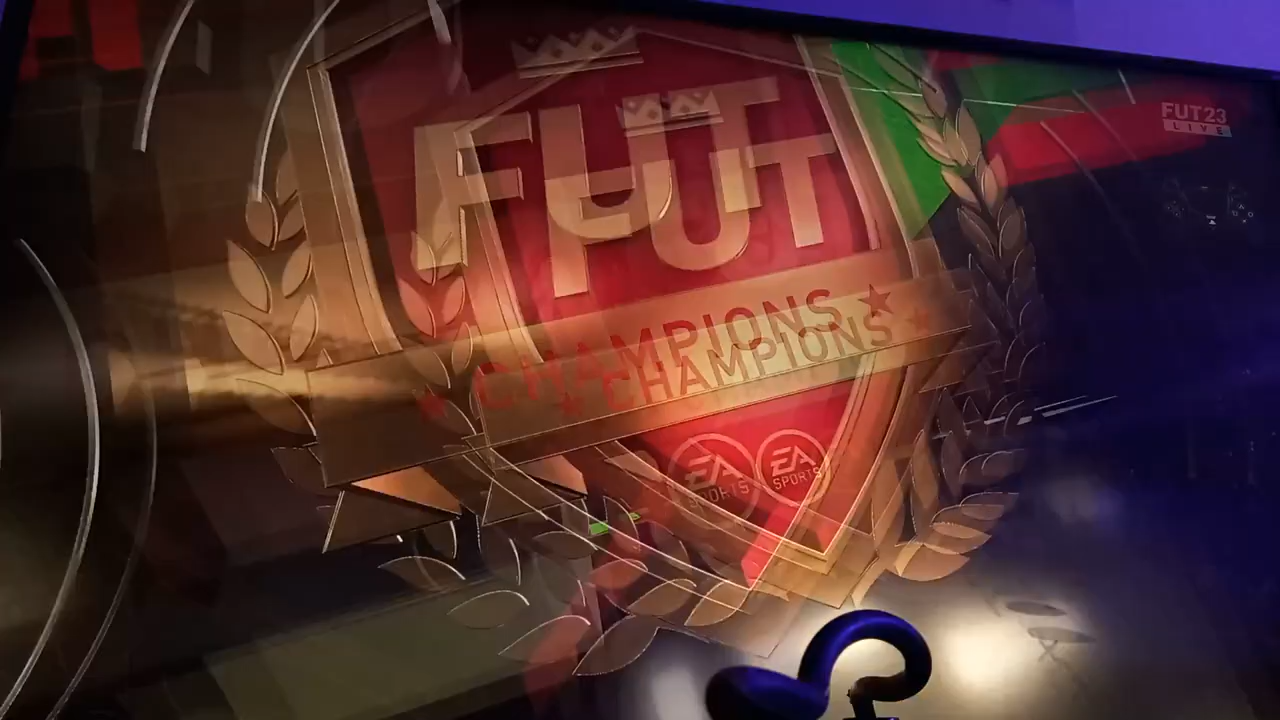 FUT
FUT
CHAMPIONS
CHAMPIONS
EA
SPORTS
EA
SPORTS
FUT23
LIVE